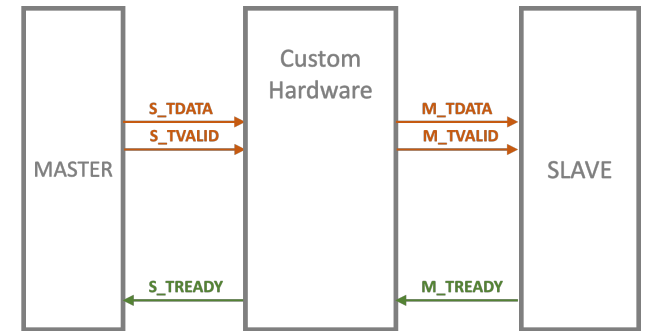 Custom
Hardware
S_TDATA
M_TDATA
S_TVALID
M_TVALID
MASTER
SLAVE
S_TREADY
M_TREADY